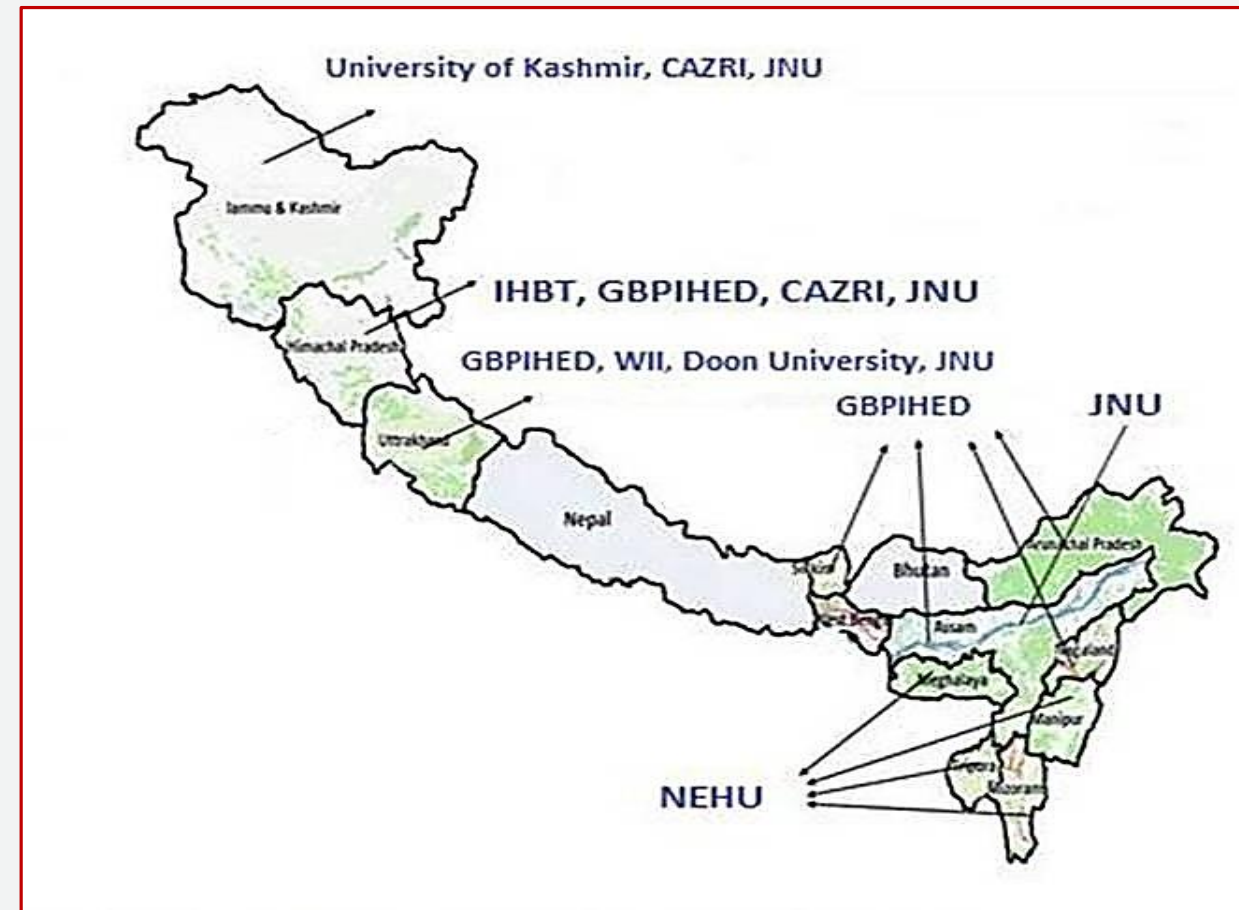 University of Kashmir, CAZRI, JNU
Jammu & Kashmir
IHBT, GBPIHED, CAZRI, JNU
Himachal Pradesh
GBPIHED, WII, Doon University, JNU
GBPIHED
JNU
Uttrakhand
Nepal
Arunachal Pradesh
Sikkim
Bhutan
Assam
Nagaland
Meghalaya
Manipur
Mizoram
NEHU